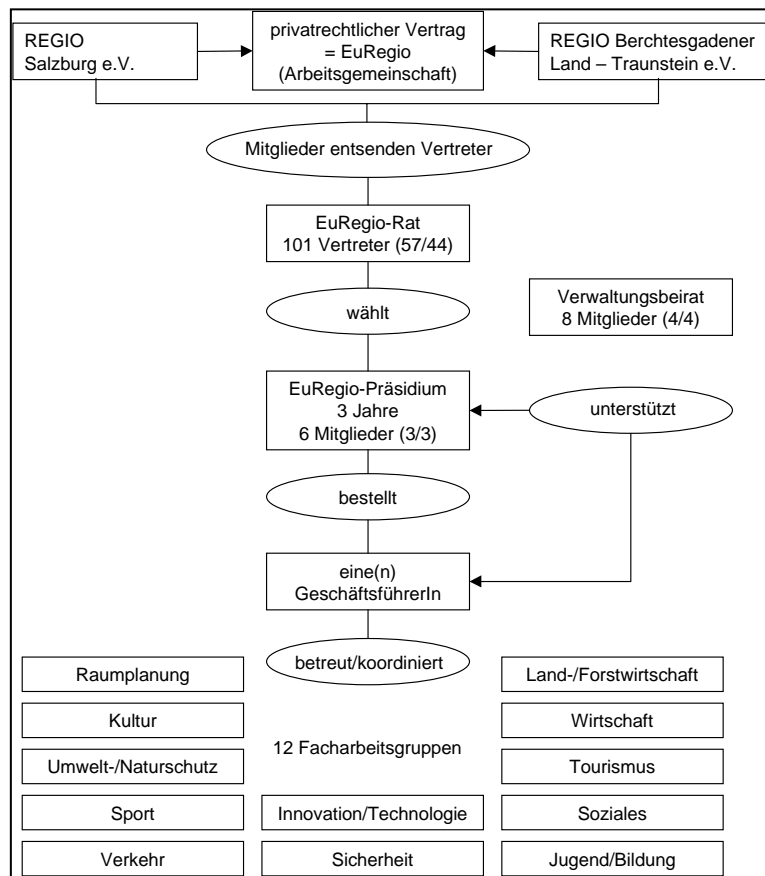 REGIO
Salzburg e.V.
privatrechtlicher Vertrag
= EuRegio
(Arbeitsgemeinschaft)
REGIO Berchtesgadener
Land – Traunstein e.V.
Mitglieder entsenden Vertreter
EuRegio-Rat
101 Vertreter (57/44)
wählt
Verwaltungsbeirat
8 Mitglieder (4/4)
EuRegio-Präsidium
3 Jahre
6 Mitglieder (3/3)
unterstützt
bestellt
eine(n)
GeschäftsführerIn
betreut/koordiniert
Raumplanung
Land-/Forstwirtschaft
Kultur
Wirtschaft
12 Facharbeitsgruppen
Umwelt-/Naturschutz
Tourismus
Sport
Innovation/Technologie
Soziales
Verkehr
Sicherheit
Jugend/Bildung